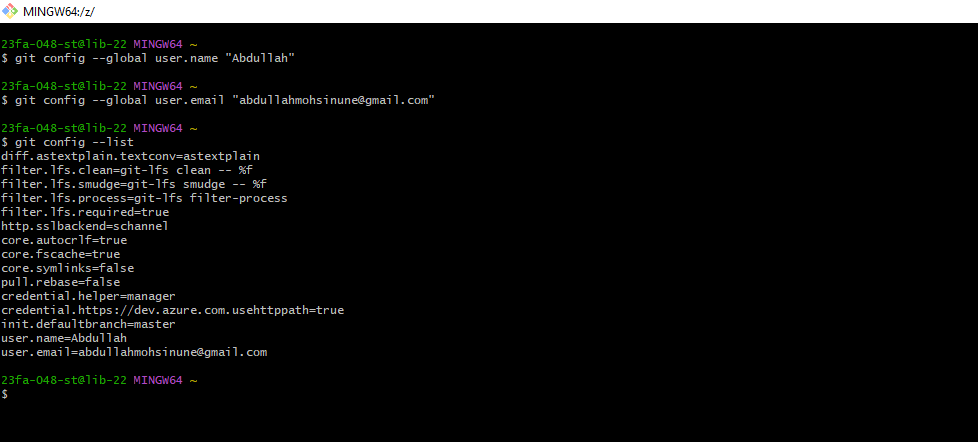 MINGW64:/z/
23fa-048-st@lib-22 MINGW64 ~
$ git config --global user.name "Abdullah"
23fa-048-st@lib-22 MINGW64 ~
$ git config --global user.email "abdullahmohsinune@gmail.com"
23fa-048-st@lib-22 MINGW64 ~
$ git config --list
diff.astextplain.textconv=astextplain
filter.lfs.clean=git-lfs clean -- %f
filter.lfs.smudge=git-lfs smudge -- %f
filter.lfs.process=git-lfs filter-process
filter.lfs.required=true
http.sslbackend=schannel
core.autocrlf=true
core.fscache=true
core.symlinks=false
pull.rebase=false
credential.helper=manager
credential.https://dev.azure.com.usehttppath=true
init.defaultbranch=master
user.name=Abdullah
user.email=abdullahmohsinune@gmail.com
23fa-048-st@lib-22 MINGW64 ~
$